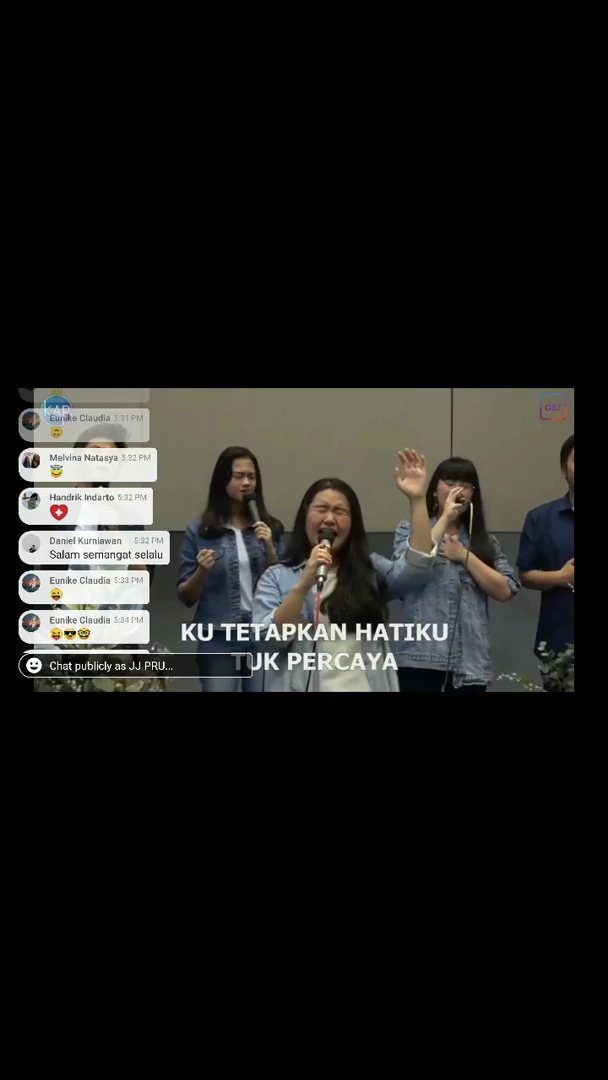 KAP
GS7
Eunike Claudia 5:31 PM
🙃
Melvina Natasya 5:32 PM
😇
Handrik Indarto 5:32 PM
Daniel Kurniawan 5:32 PM
Salam semangat selalu
Eunike Claudia 5:33 PM
😜
Eunike Claudia 5:34 PM
😝😎🤓
Chat publicly as JJ PRU...
KU TETAPKAN HATIKU
TUK PERCAYA